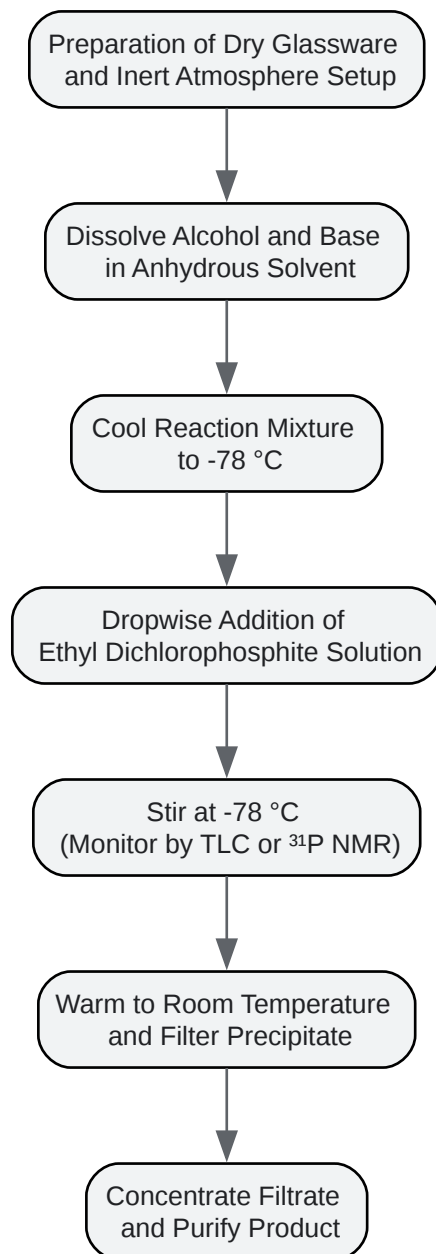 Preparation of Dry Glassware
and Inert Atmosphere Setup
Dissolve Alcohol and Base
in Anhydrous Solvent
Cool Reaction Mixture
to -78 °C
Dropwise Addition of
Ethyl Dichlorophosphite Solution
Stir at -78 °C
(Monitor by TLC or ³¹P NMR)
Warm to Room Temperature
and Filter Precipitate
Concentrate Filtrate
and Purify Product